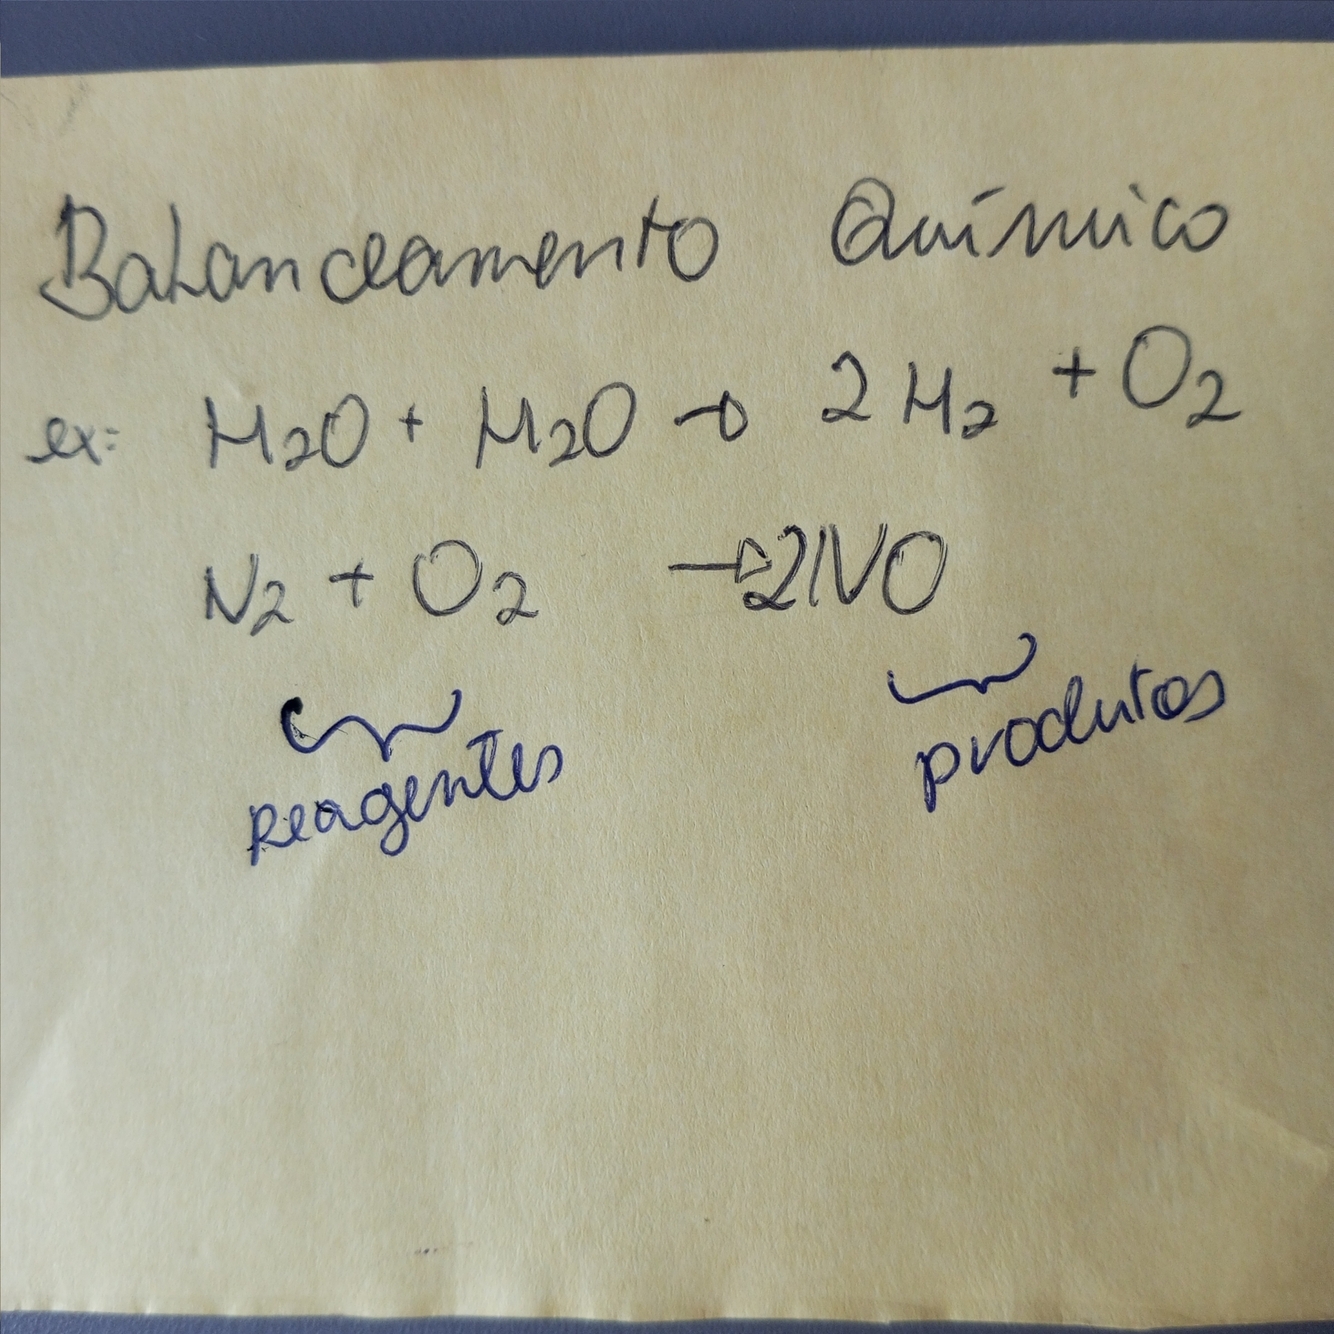 Balanceamento Químico
ex: H₂O + H₂O → 2 H₂ + O₂
N₂ + O₂ → 2NO
reagentes produtos